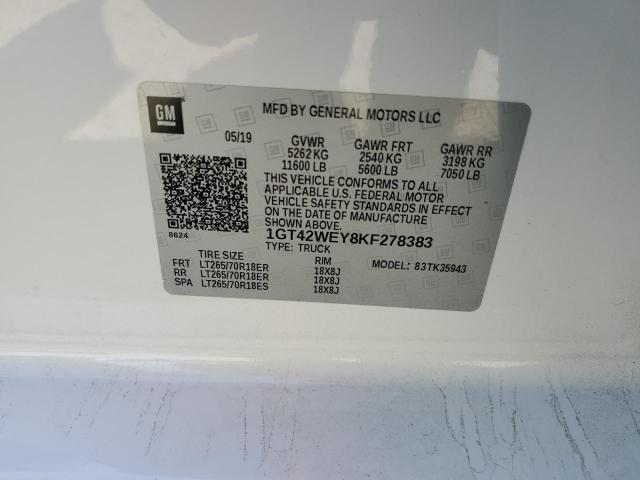 GM
MFD BY GENERAL MOTORS LLC
05/19 GVWR GAWR FRT GAWR RR
5262 KG 2540 KG 3198 KG
11600 LB 5600 LB 7050 LB
THIS VEHICLE CONFORMS TO ALL
APPLICABLE U.S. FEDERAL MOTOR
VEHICLE SAFETY STANDARDS IN EFFECT
ON THE DATE OF MANUFACTURE
8624
1GT42WEY8KF278383
TYPE: TRUCK
TIRE SIZE RIM MODEL: 83TK35943
FRT LT265/70R18ER 18X8J
RR LT265/70R18ER 18X8J
SPA LT265/70R18ES 18X8J